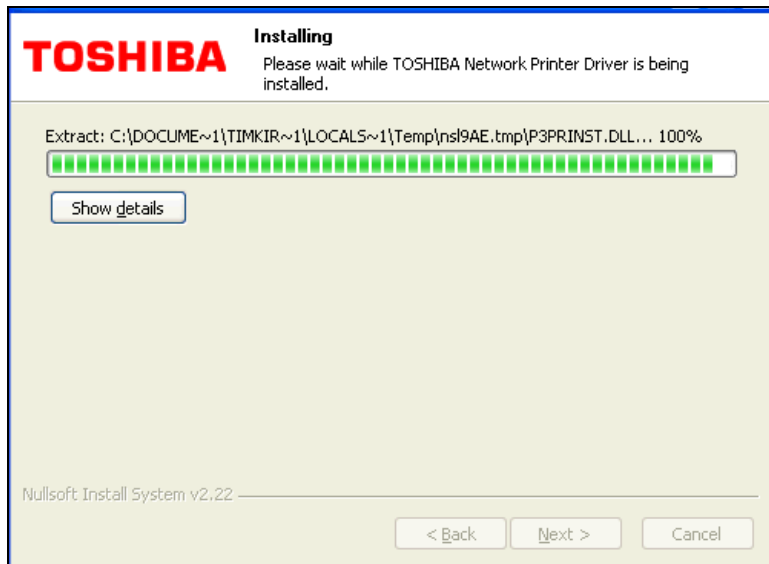 TOSHIBA
Installing
Please wait while TOSHIBA Network Printer Driver is being
installed.
Extract: C:\DOCUME~1\TIMKIR~1\LOCALS~1\Temp\nsl9AE.tmp\P3PRINST.DLL... 100%
Show details
Nullsoft Install System v2.22
< Back
Next >
Cancel